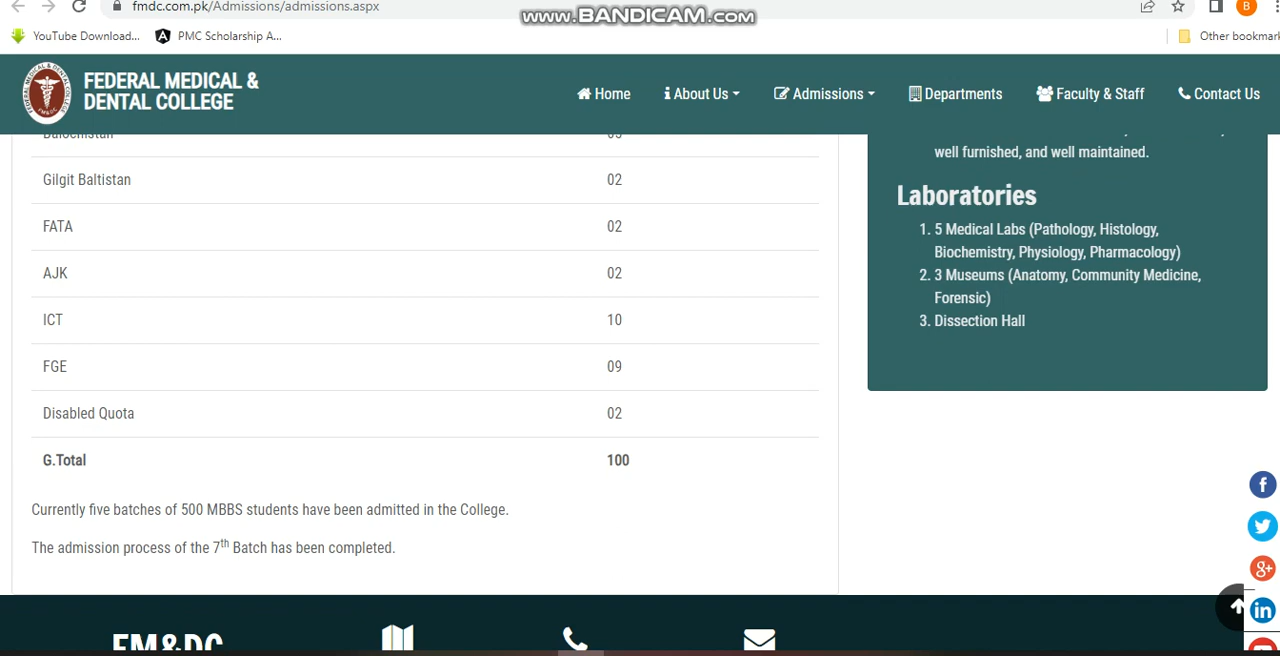 fmdc.com.pk/Admissions/admissions.aspx
www.BANDICAM.com
B
YouTube Download...
PMC Scholarship A...
Other bookmark
FEDERAL MEDICAL &
DENTAL COLLEGE
Home
About Us
Admissions
Departments
Faculty & Staff
Contact Us
Balochistan
well furnished, and well maintained.
Gilgit Baltistan 02
FATA 02
AJK 02
ICT 10
FGE 09
Disabled Quota 02
G.Total 100
Currently five batches of 500 MBBS students have been admitted in the College.
The admission process of the 7th Batch has been completed.
Laboratories
1. 5 Medical Labs (Pathology, Histology,
Biochemistry, Physiology, Pharmacology)
2. 3 Museums (Anatomy, Community Medicine,
Forensic)
3. Dissection Hall
FM&DC